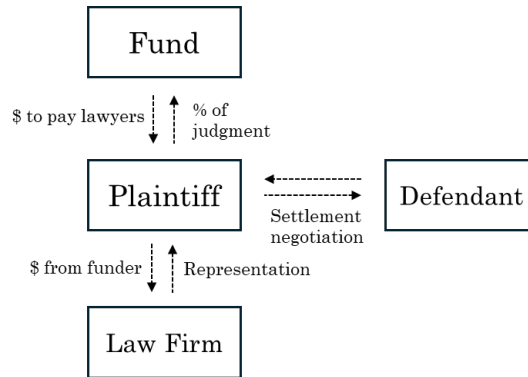 Fund
$ to pay lawyers
% of
judgment
Plaintiff
Defendant
Settlement
negotiation
$ from funder
Representation
Law Firm